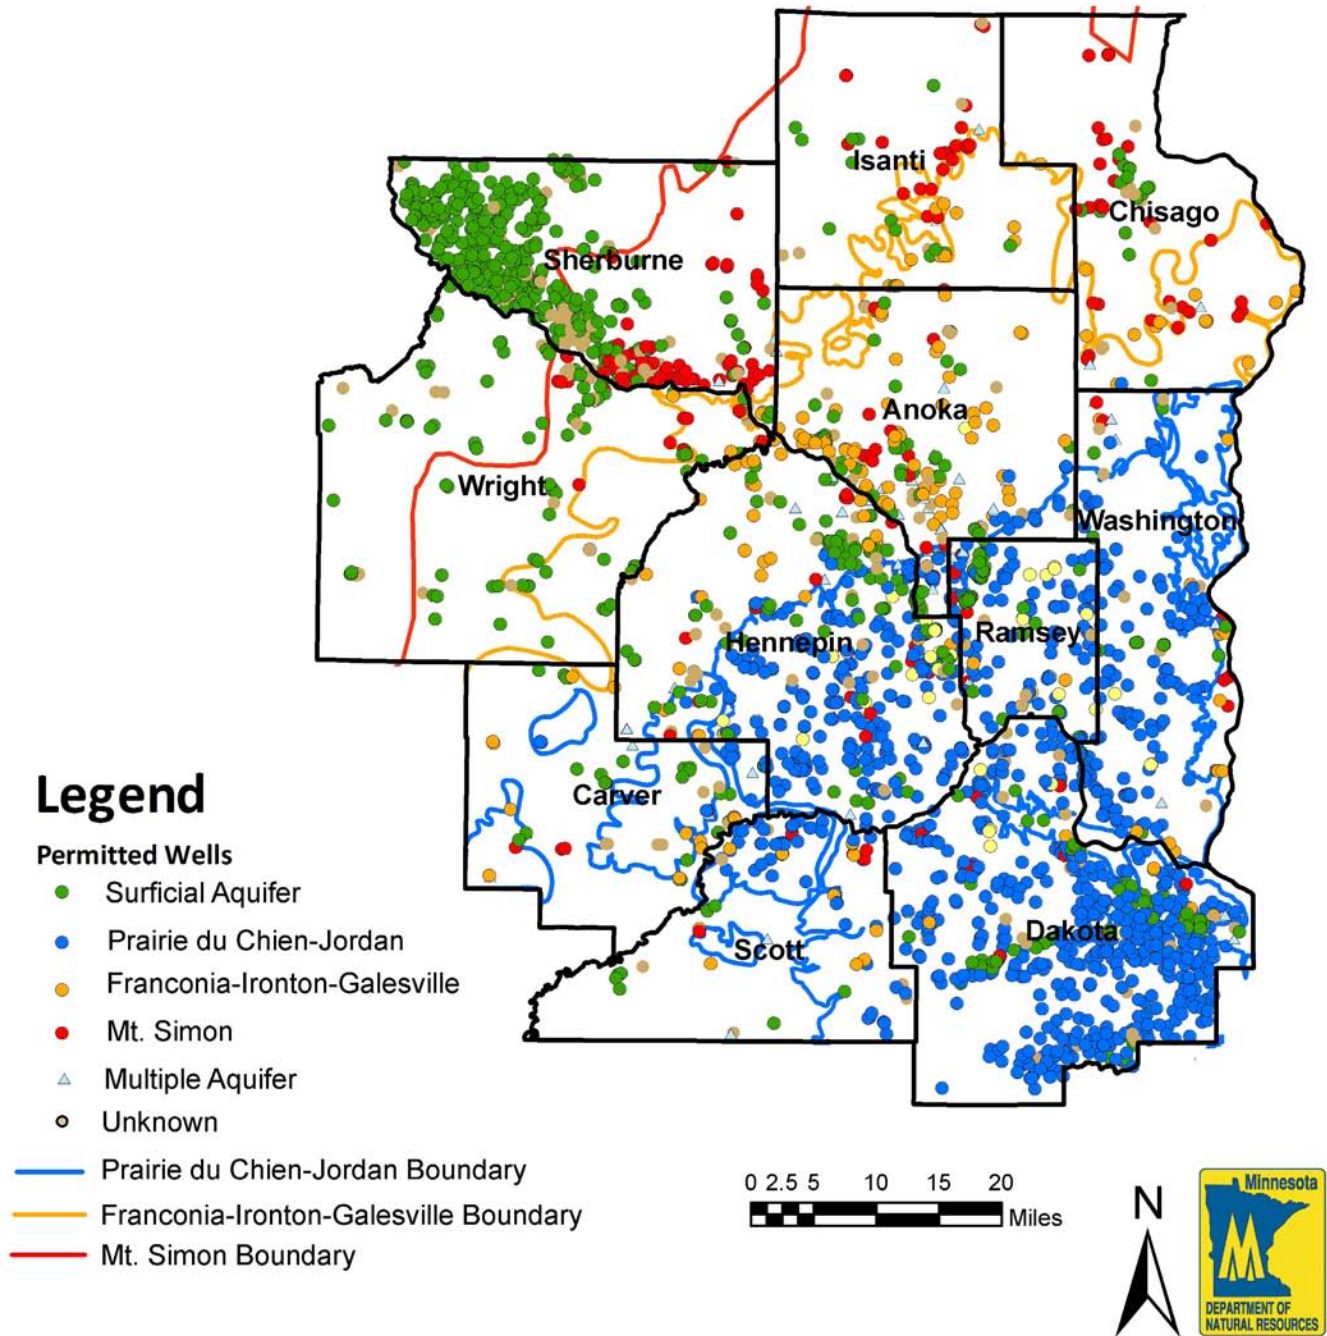 Isanti
Chisago
Sherburne
Anoka
Wright
Washington
Ramsey
Hennepin
Carver
Scott
Dakota
Legend
Permitted Wells
Surficial Aquifer
Prairie du Chien-Jordan
Franconia-Ironton-Galesville
Mt. Simon
Multiple Aquifer
Unknown
Prairie du Chien-Jordan Boundary
Franconia-Ironton-Galesville Boundary
Mt. Simon Boundary
0 2.5 5 10 15 20
Miles
N
Minnesota
DEPARTMENT OF
NATURAL RESOURCES